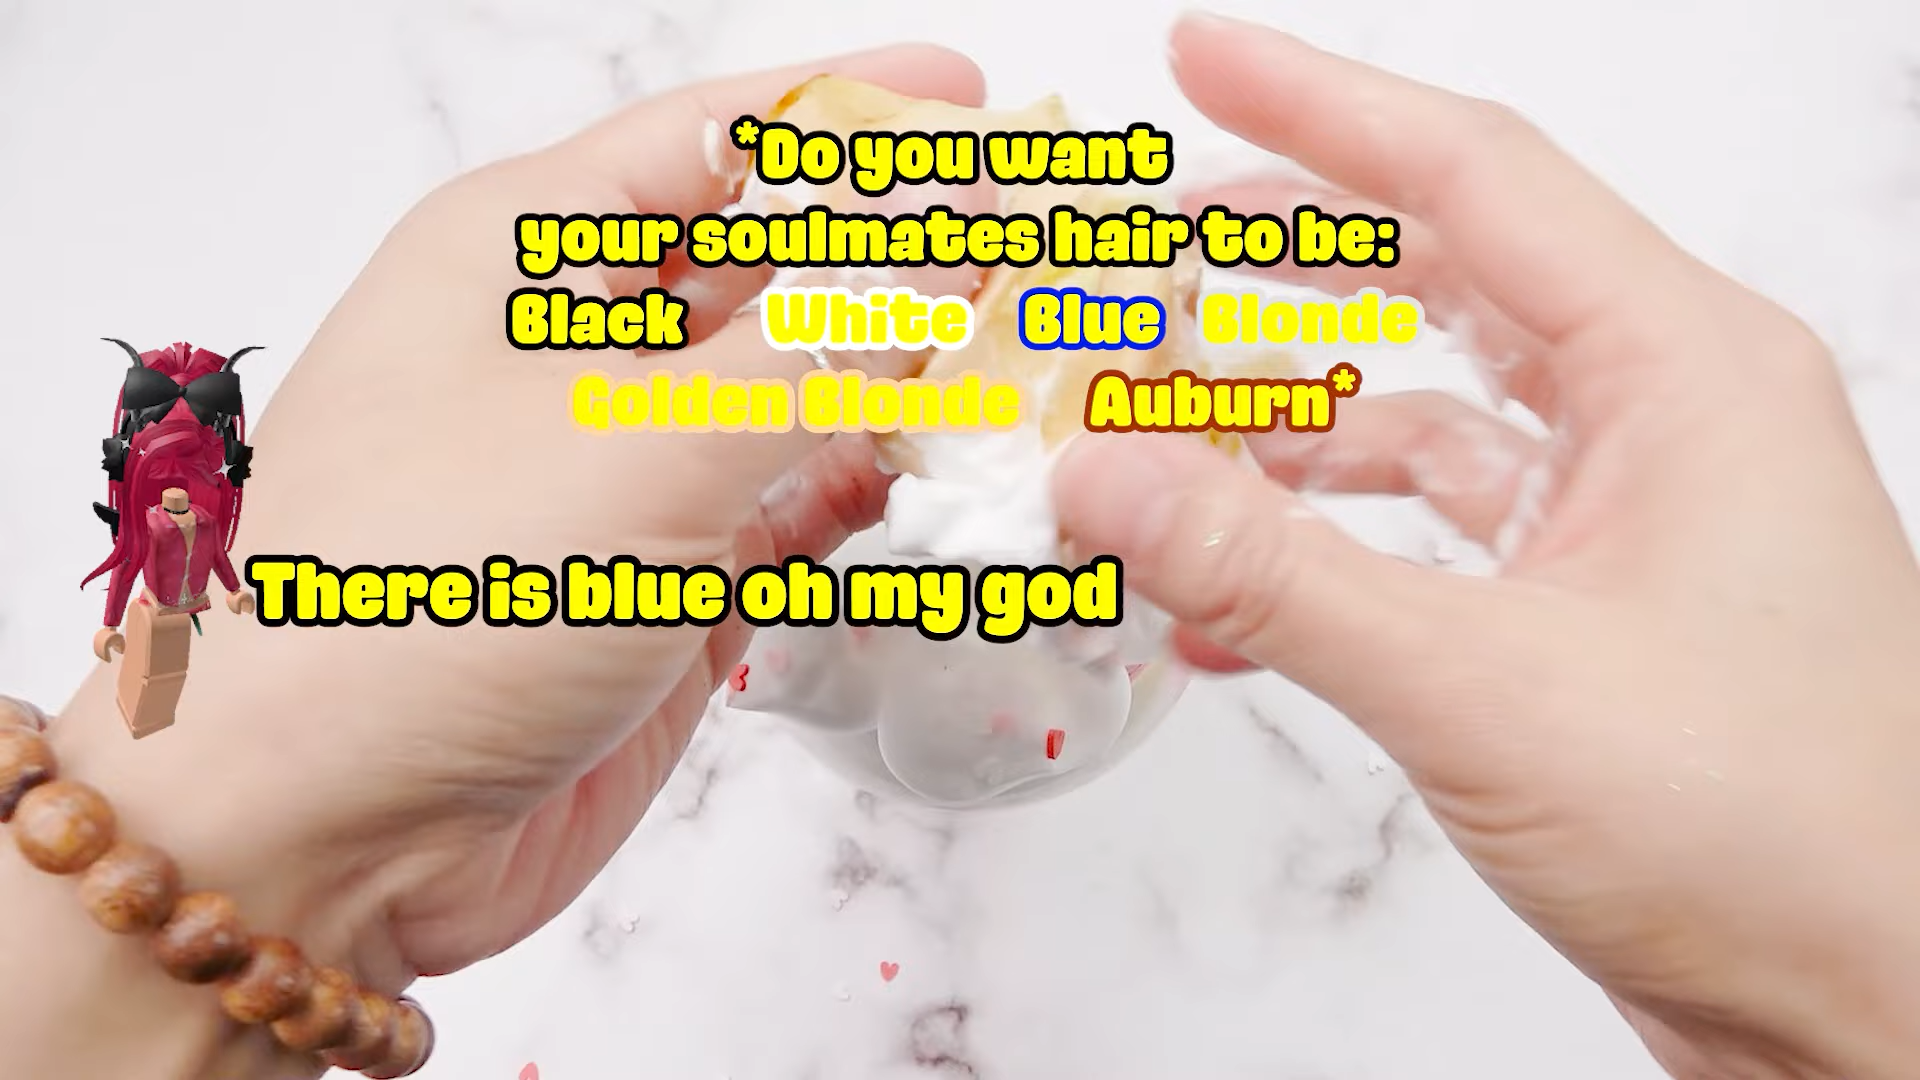 *Do you want
your soulmates hair to be:
Black White Blue Blonde
Golden Blonde Auburn*
There is blue oh my god